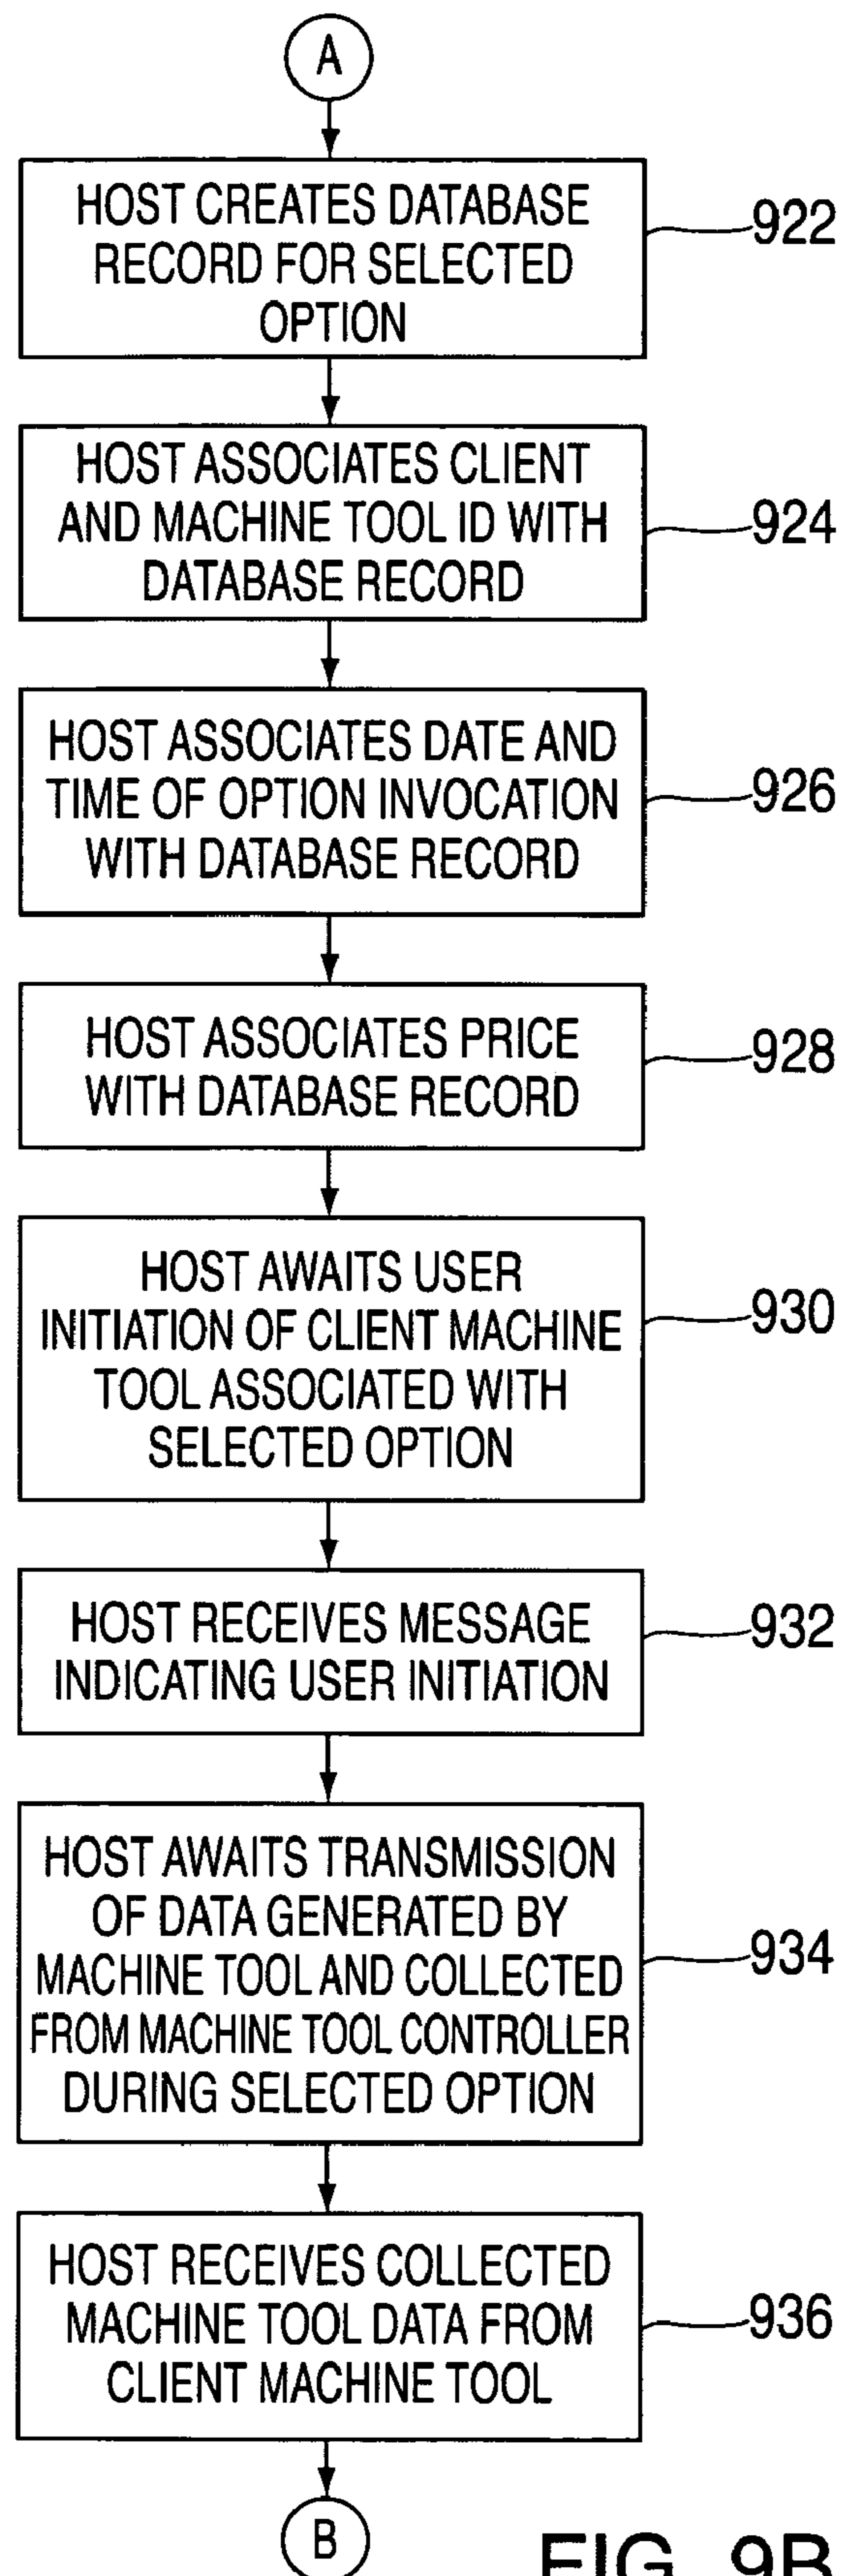 A
HOST CREATES DATABASE
RECORD FOR SELECTED
OPTION
922
HOST ASSOCIATES CLIENT
AND MACHINE TOOL ID WITH
DATABASE RECORD
924
HOST ASSOCIATES DATE AND
TIME OF OPTION INVOCATION
WITH DATABASE RECORD
926
HOST ASSOCIATES PRICE
WITH DATABASE RECORD
928
HOST AWAITS USER
INITIATION OF CLIENT MACHINE
TOOL ASSOCIATED WITH
SELECTED OPTION
930
HOST RECEIVES MESSAGE
INDICATING USER INITIATION
932
HOST AWAITS TRANSMISSION
OF DATA GENERATED BY
MACHINE TOOL AND COLLECTED
FROM MACHINE TOOL CONTROLLER
DURING SELECTED OPTION
934
HOST RECEIVES COLLECTED
MACHINE TOOL DATA FROM
CLIENT MACHINE TOOL
936
B
FIG. 9B